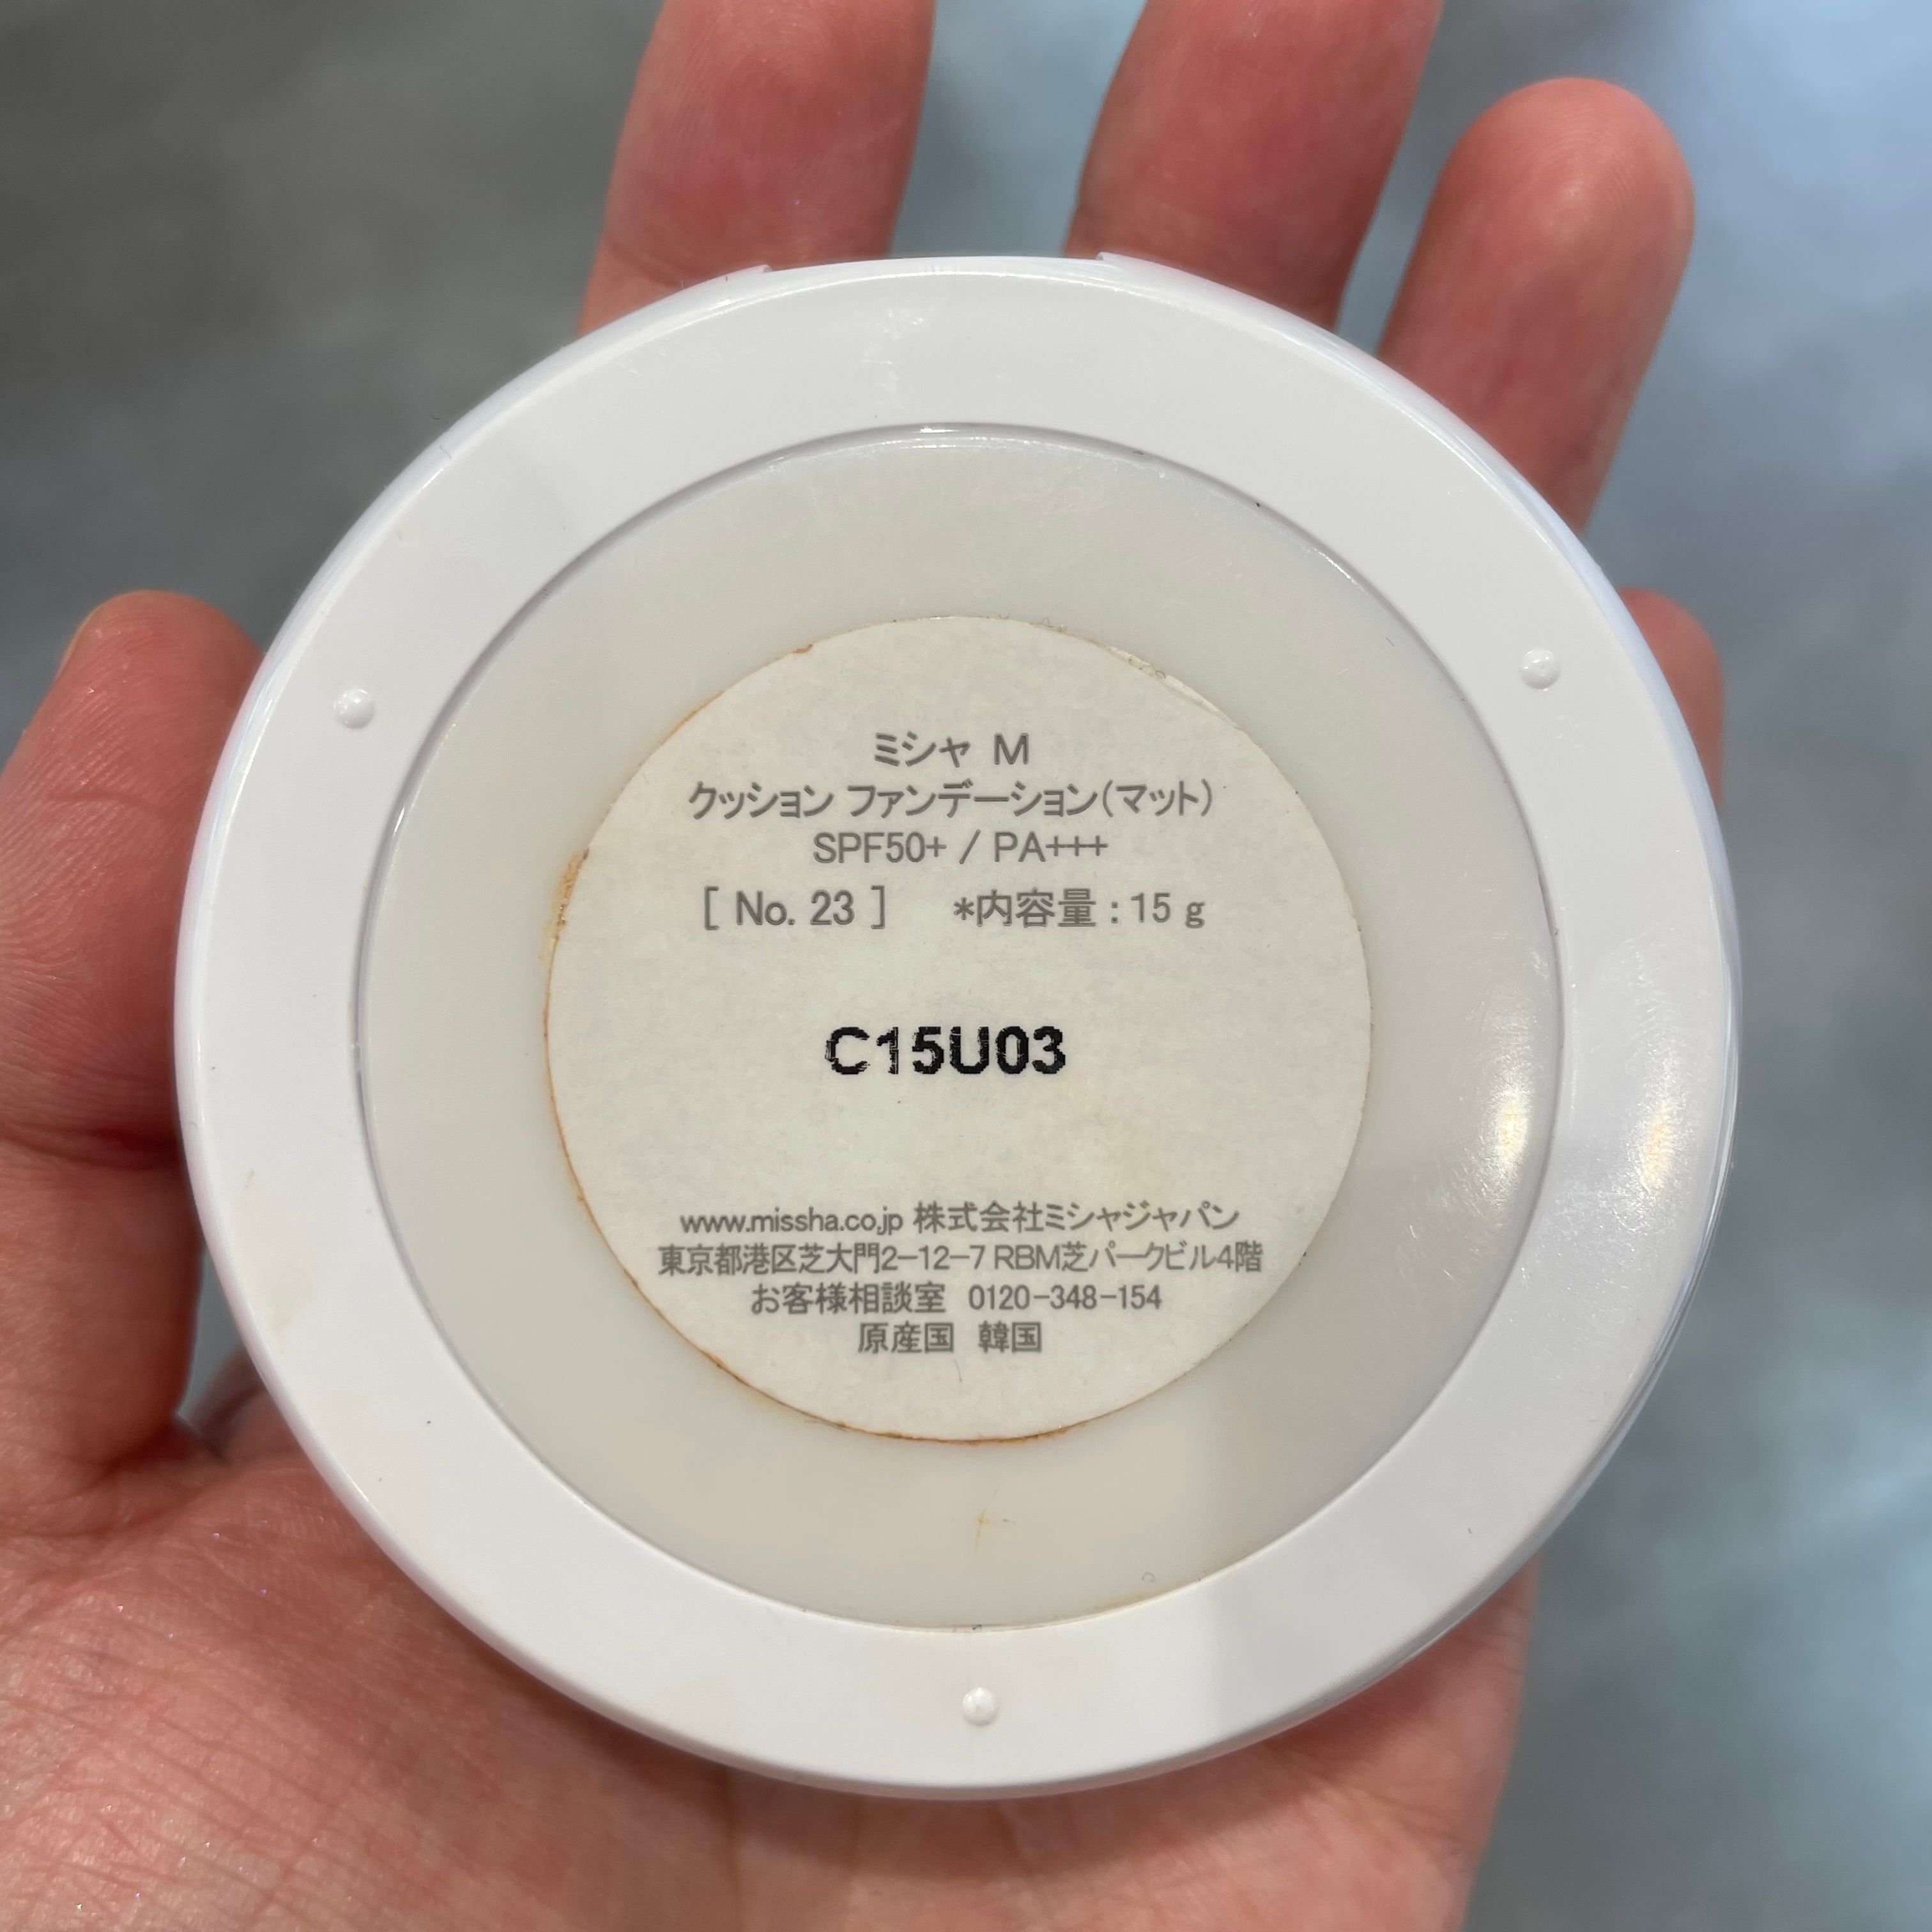 ミシャ M
クッション ファンデーション(マット)
SPF50+ / PA+++
[ No. 23 ] *内容量 : 15 g
C15U03
www.missha.co.jp 株式会社ミシャジャパン
東京都港区芝大門2-12-7 RBM芝パークビル4階
お客様相談室 0120-348-154
原産国 韓国